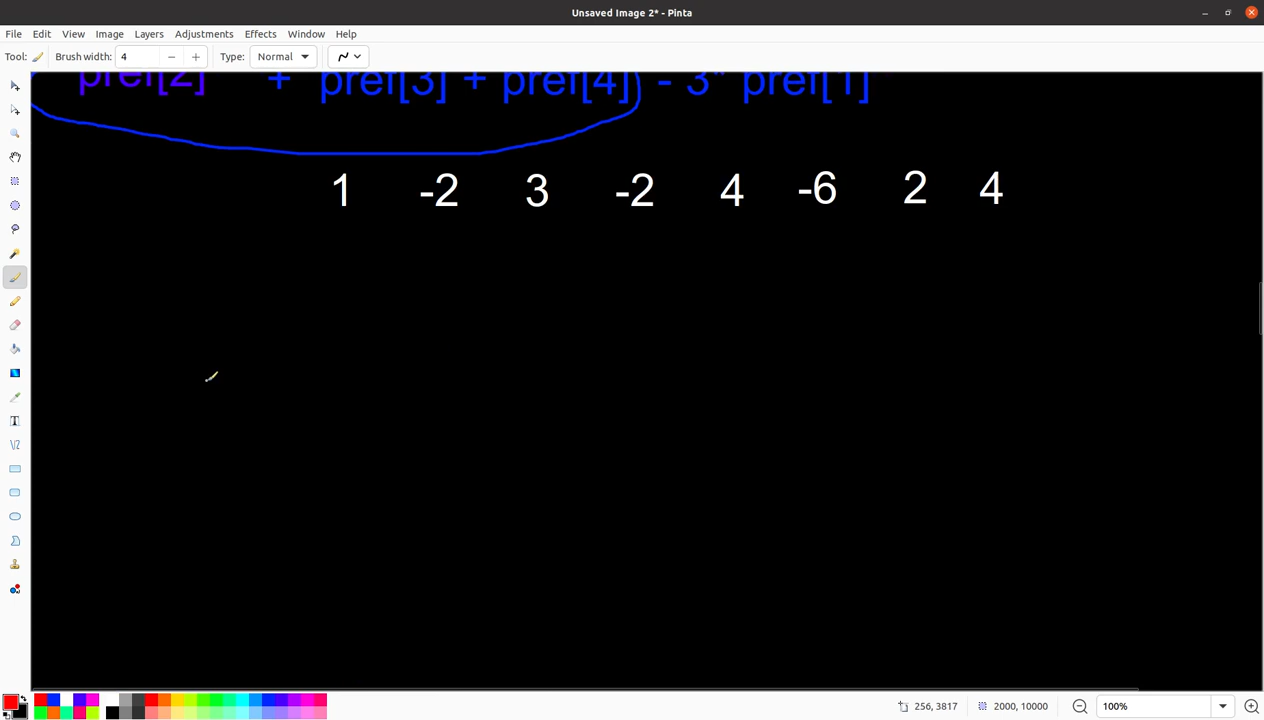 Unsaved Image 2* - Pinta
File Edit View Image Layers Adjustments Effects Window Help
Tool: Brush width: 4 Type: Normal
pref[2] + pref[3] + pref[4] - 3* pref[1]
1 -2 3 -2 4 -6 2 4
256, 3817 2000, 10000 100%